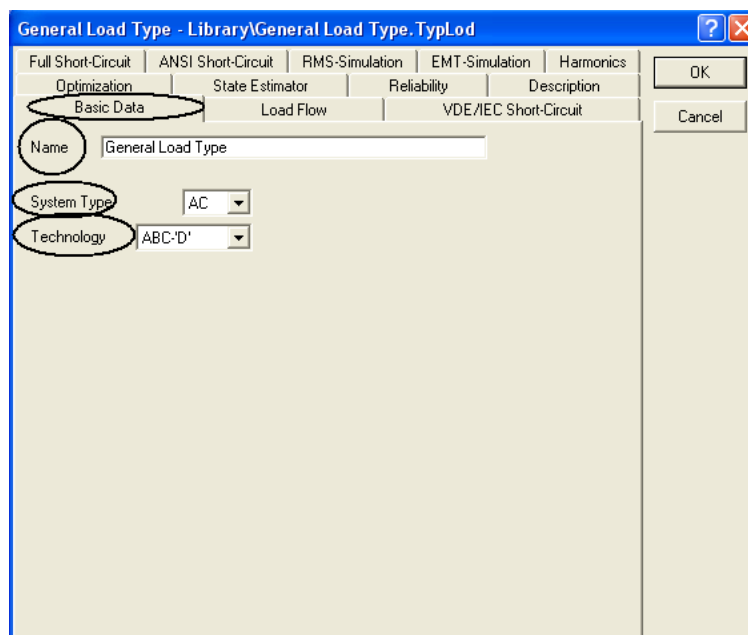 General Load Type - Library\General Load Type.TypLod
Full Short-Circuit ANSI Short-Circuit RMS-Simulation EMT-Simulation Harmonics
Optimization State Estimator Reliability Description
Basic Data Load Flow VDE/IEC Short-Circuit
OK
Cancel
Name General Load Type
System Type AC
Technology ABC-'D'